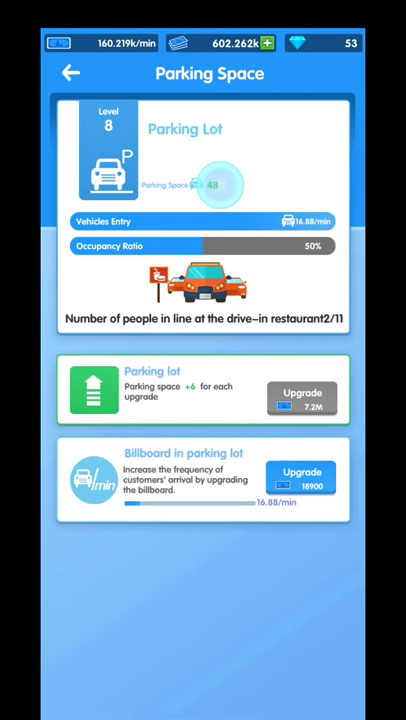 160.219k/min
602.262k
53
Parking Space
Level
8
P
Parking Lot
Parking Space 48
Vehicles Entry 16.88/min
Occupancy Ratio 50%
Number of people in line at the drive-in restaurant2/11
Parking lot
Parking space +6 for each
upgrade
Upgrade
7.2M
Billboard in parking lot
Increase the frequency of
customers' arrival by upgrading
the billboard.
/min
Upgrade
18900
16.88/min